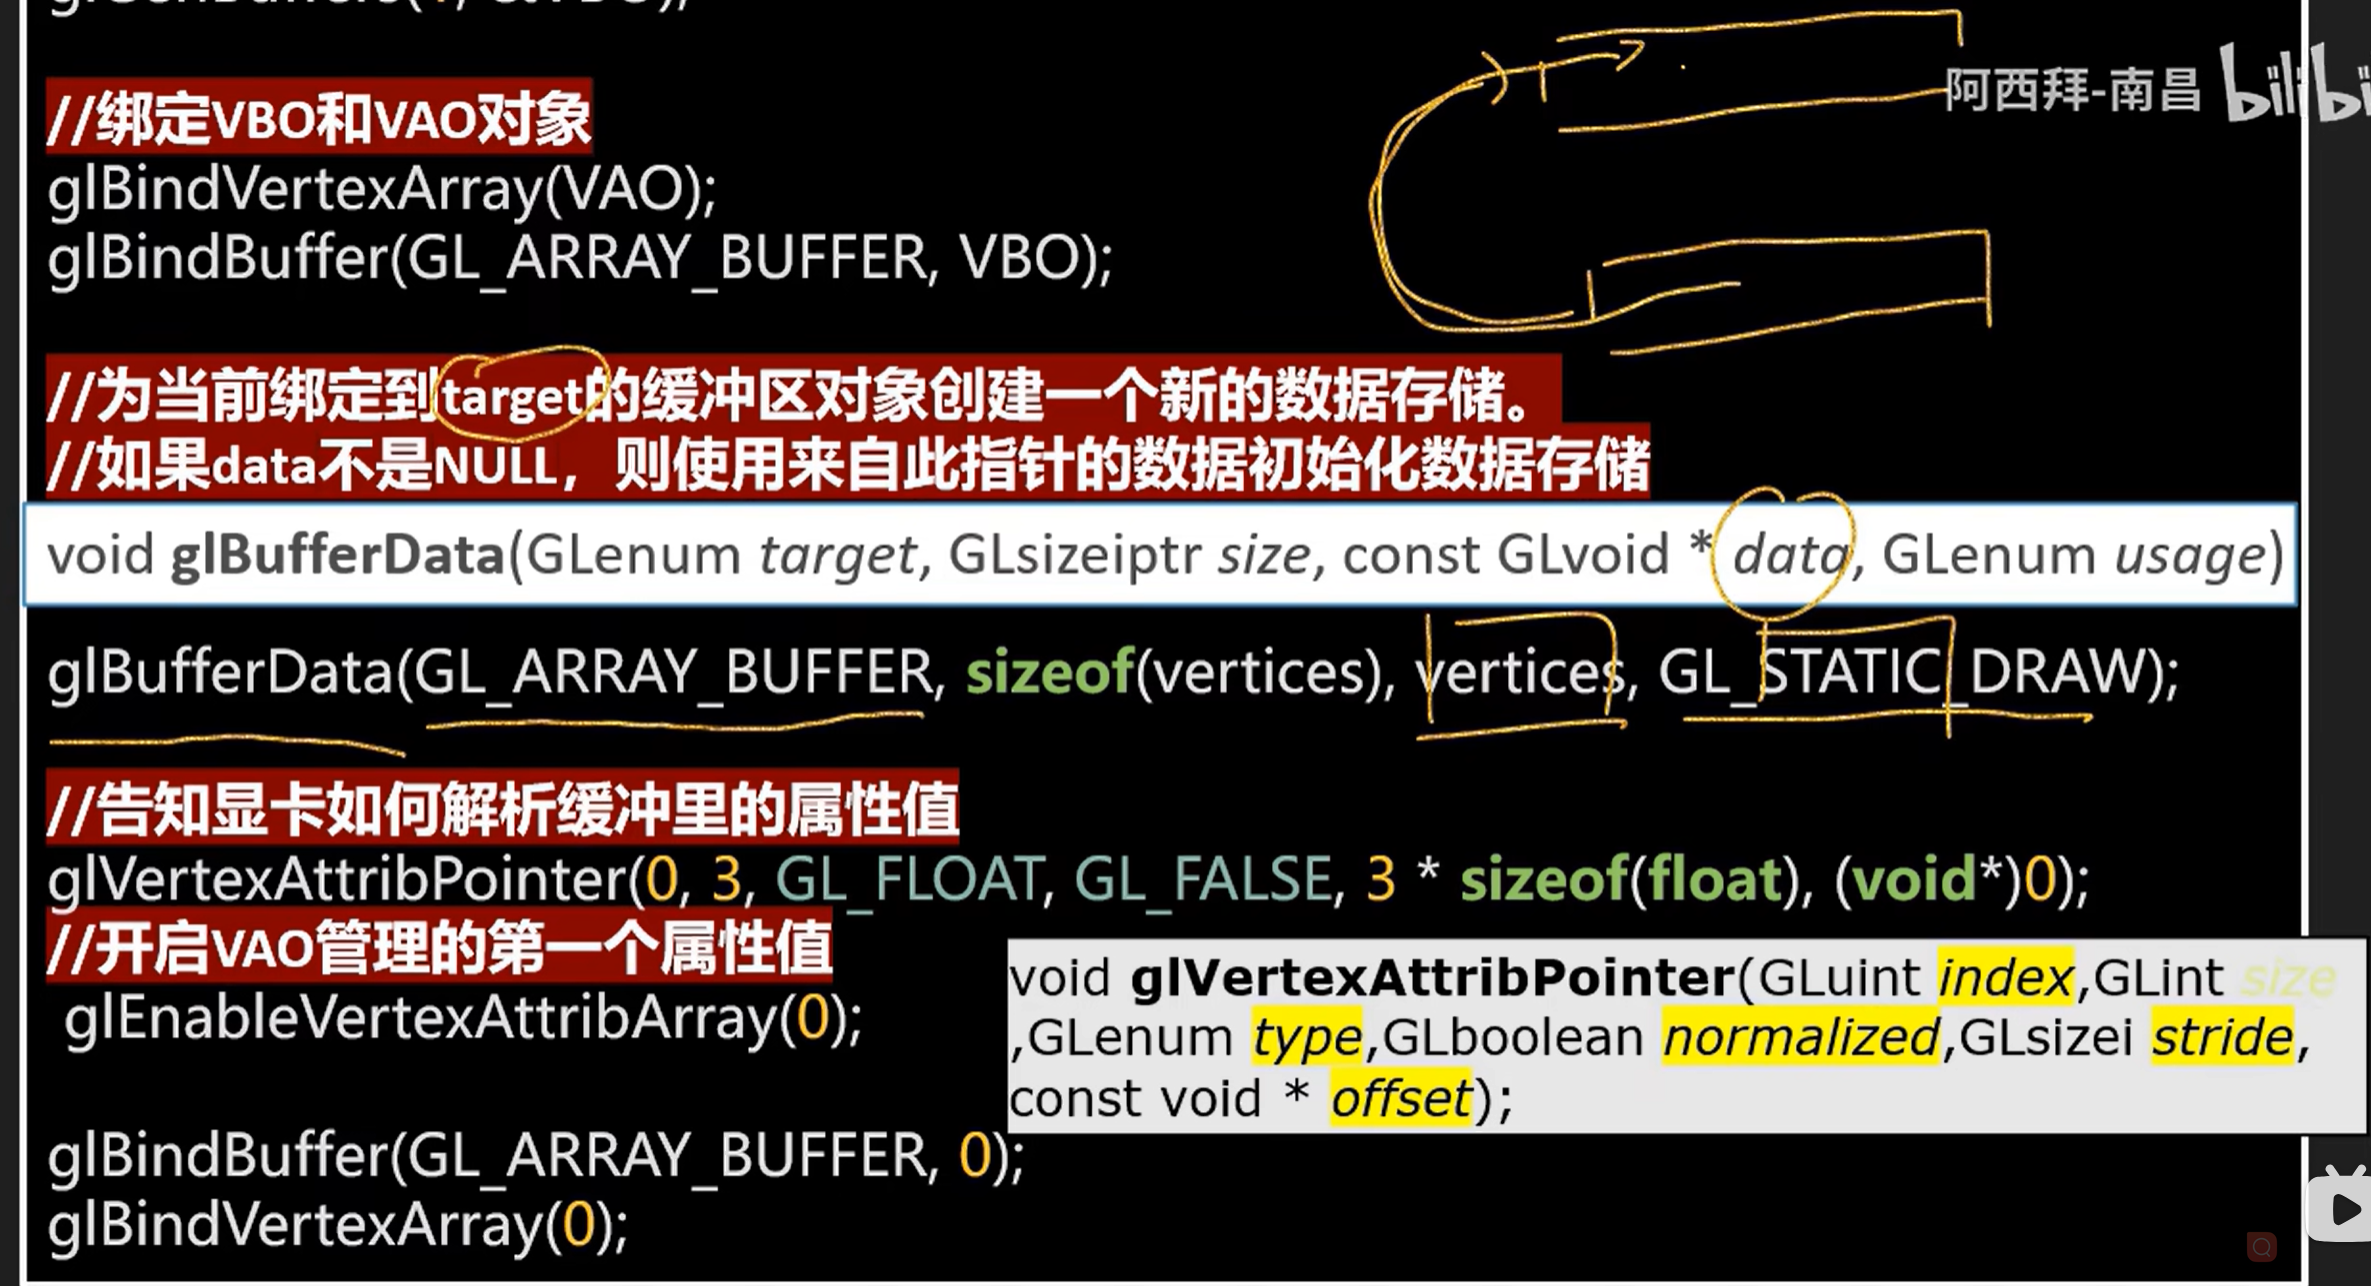 //绑定VBO和VAO对象
阿西拜-南昌 bilibi
glBindVertexArray(VAO);
glBindBuffer(GL_ARRAY_BUFFER, VBO);
//为当前绑定到target的缓冲区对象创建一个新的数据存储。
//如果data不是NULL，则使用来自此指针的数据初始化数据存储
void glBufferData(GLenum target, GLsizeiptr size, const GLvoid * data, GLenum usage)
glBufferData(GL_ARRAY_BUFFER, sizeof(vertices), vertices, GL_STATIC_DRAW);
//告知显卡如何解析缓冲里的属性值
glVertexAttribPointer(0, 3, GL_FLOAT, GL_FALSE, 3 * sizeof(float), (void*)0);
//开启VAO管理的第一个属性值
glEnableVertexAttribArray(0);
void glVertexAttribPointer(GLuint index,GLint size
,GLenum type,GLboolean normalized,GLsizei stride,
const void * offset);
glBindBuffer(GL_ARRAY_BUFFER, 0);
glBindVertexArray(0);